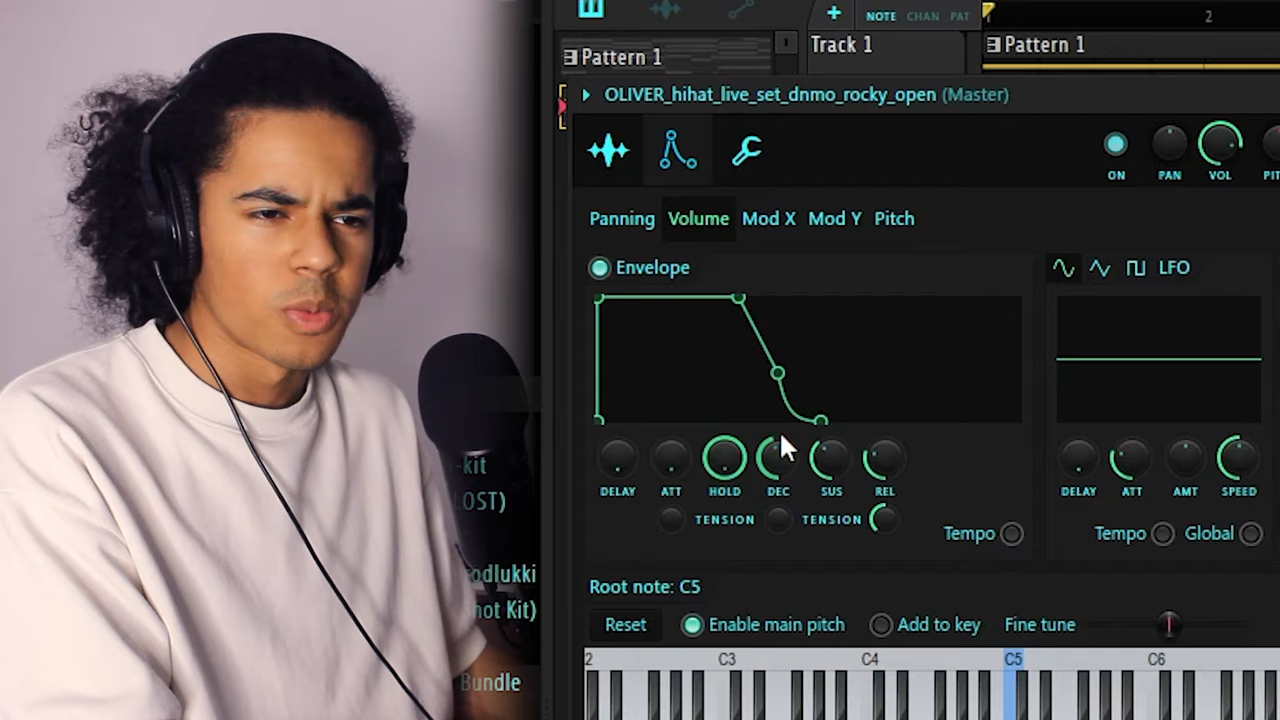 NOTE CHAN PAT
2
Pattern 1
Track 1
Pattern 1
OLIVER_hihat_live_set_dnmo_rocky_open (Master)
ON PAN VOL PIT
Panning Volume Mod X Mod Y Pitch
Envelope
LFO
DELAY ATT HOLD DEC SUS REL
DELAY ATT AMT SPEED
TENSION TENSION
Tempo
Tempo Global
-kit
LOST)
odlukki
hot Kit)
Bundle
Root note: C5
Reset Enable main pitch Add to key Fine tune
2 C3 C4 C5 C6